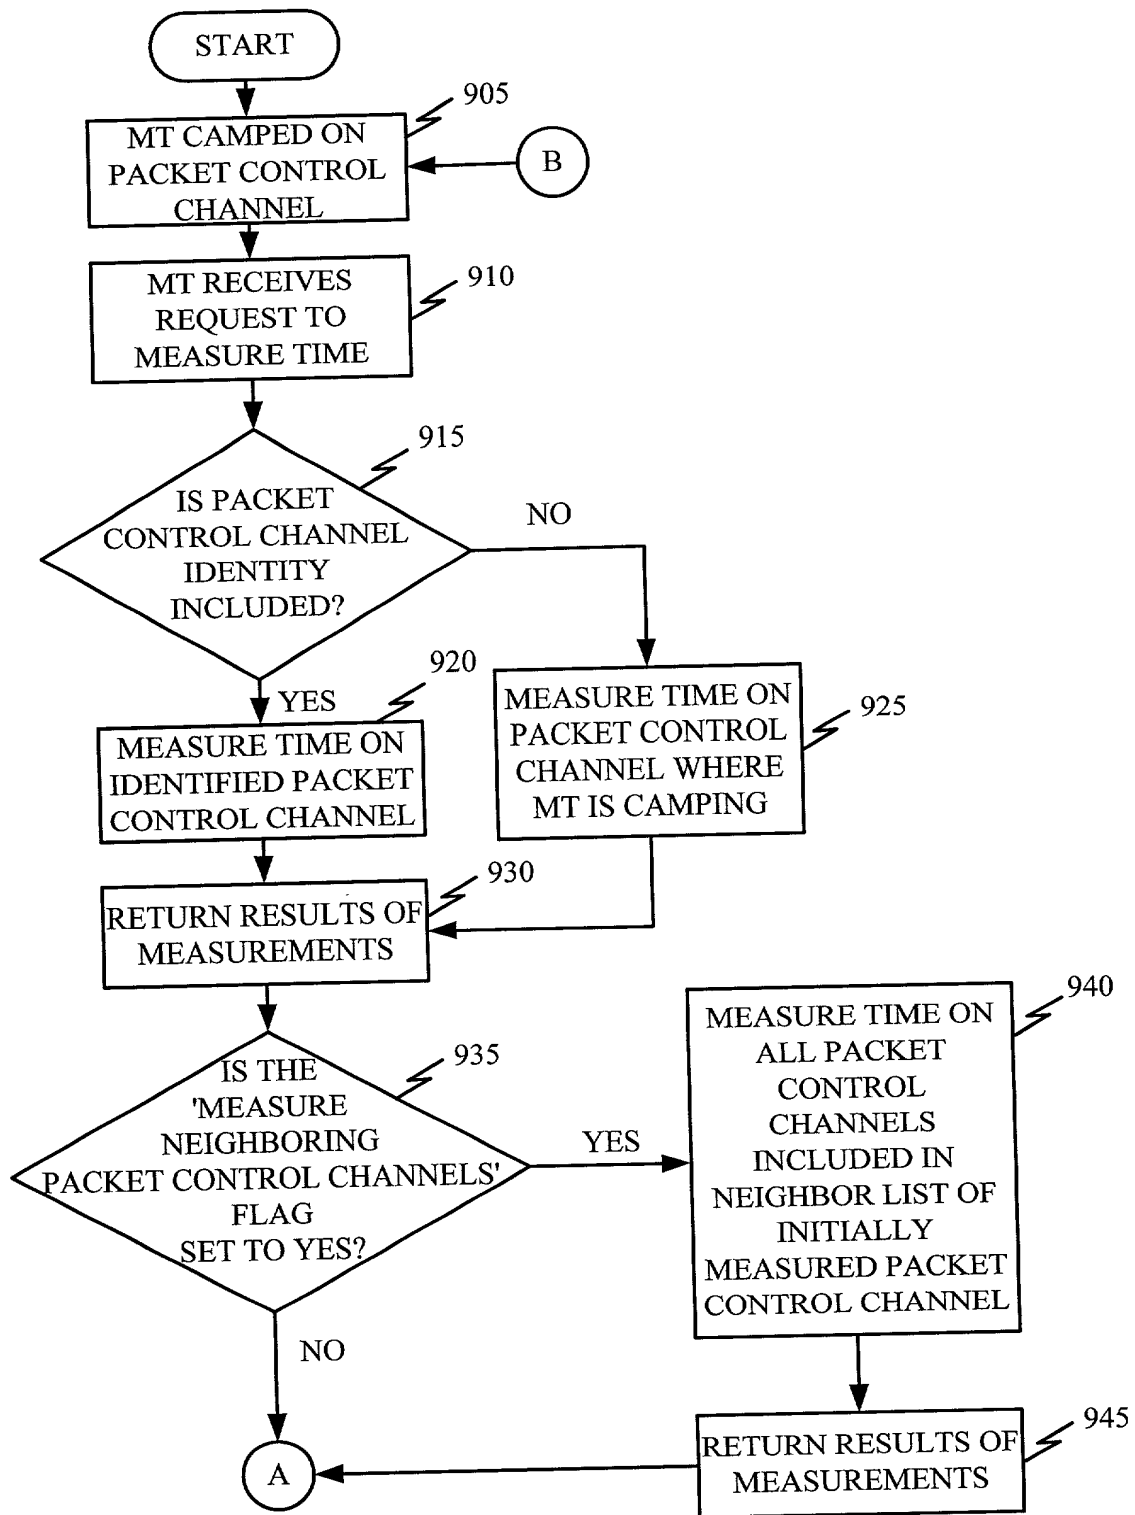 START
905
MT CAMPED ON
PACKET CONTROL
CHANNEL
B
MT RECEIVES
REQUEST TO
MEASURE TIME
910
915
IS PACKET
CONTROL CHANNEL
IDENTITY
INCLUDED?
NO
YES
920
MEASURE TIME ON
IDENTIFIED PACKET
CONTROL CHANNEL
MEASURE TIME ON
PACKET CONTROL
CHANNEL WHERE
MT IS CAMPING
925
930
RETURN RESULTS OF
MEASUREMENTS
935
IS THE
'MEASURE
NEIGHBORING
PACKET CONTROL CHANNELS'
FLAG
SET TO YES?
YES
NO
940
MEASURE TIME ON
ALL PACKET
CONTROL
CHANNELS
INCLUDED IN
NEIGHBOR LIST OF
INITIALLY
MEASURED PACKET
CONTROL CHANNEL
945
RETURN RESULTS OF
MEASUREMENTS
A